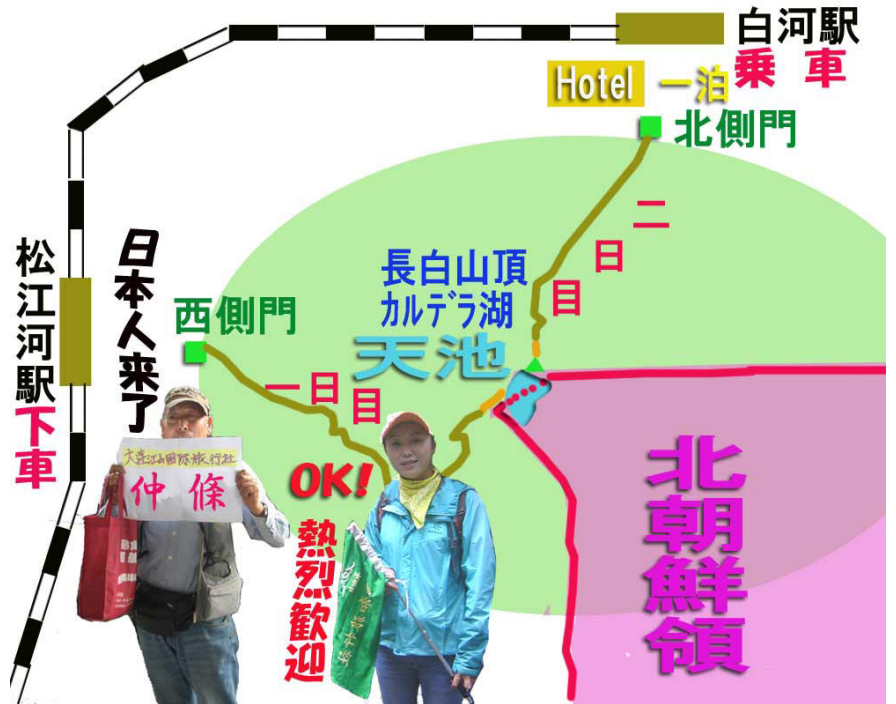 白河駅
乗車
Hotel 一泊
北側門
二日目
長白山頂
カルデラ湖
天池
西側門
一日目
松江河駅下車
日本人来了
仲條
OK!
熱烈歓迎
北朝鮮領